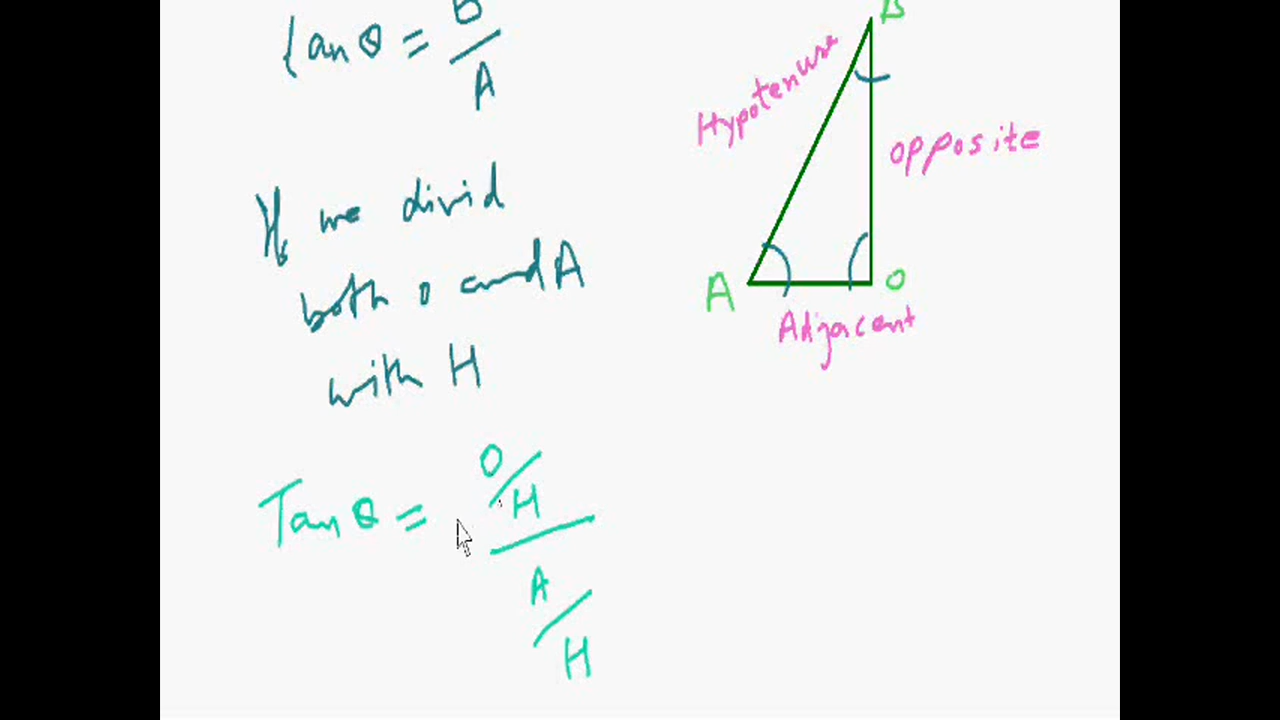 tan θ =
A
If we divid
both o and A
with H
Tan θ = O/H
A/H
B
Hypotenuse
opposite
A
O
Adjacent